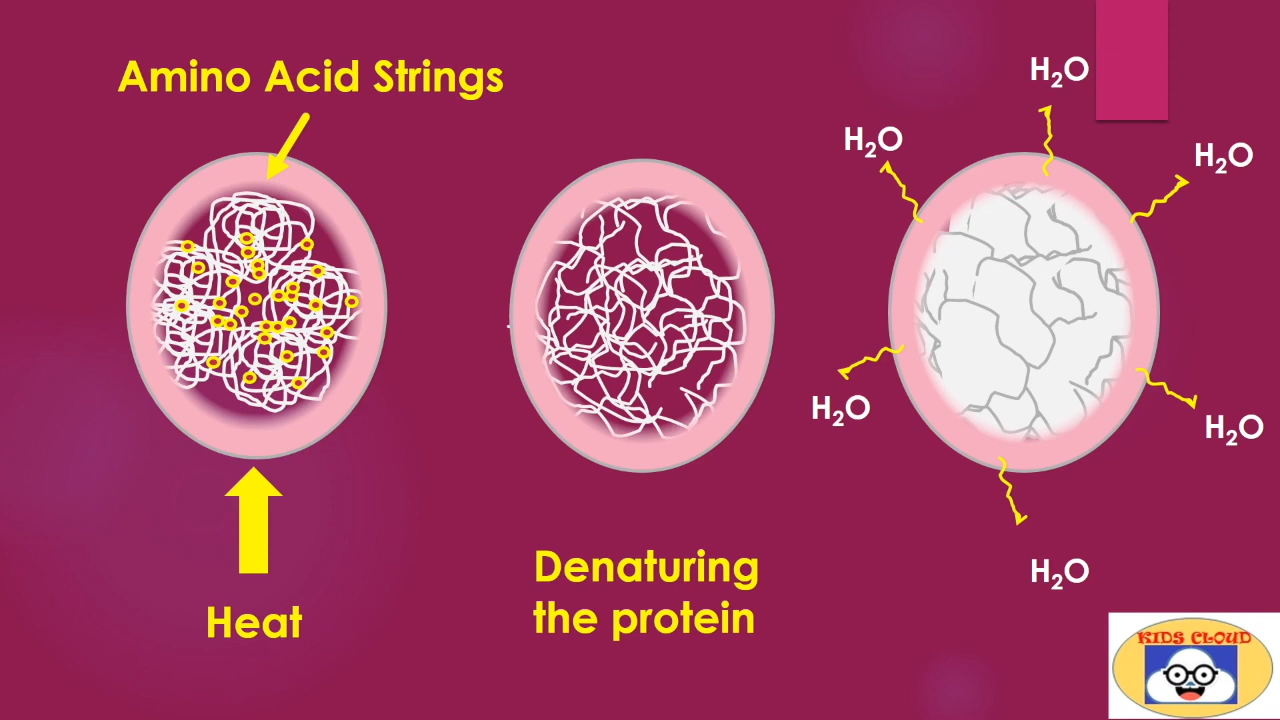 Amino Acid Strings
H₂O
H₂O
H₂O
H₂O
H₂O
H₂O
Heat
Denaturing
the protein
KIDS CLOUD